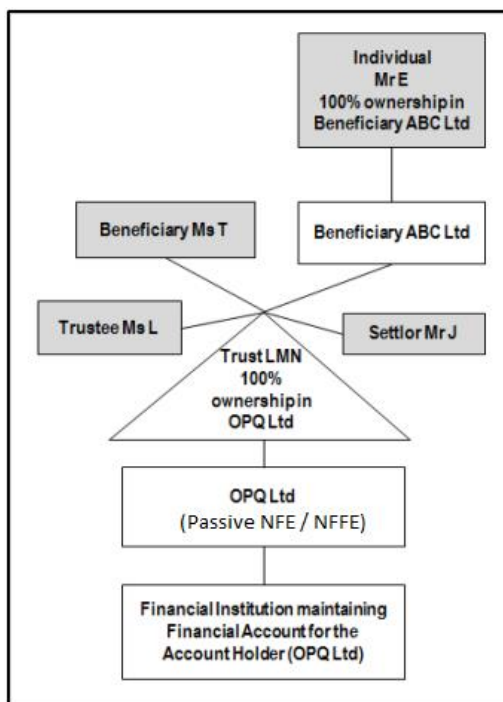 Individual
Mr E
100% ownership in
Beneficiary ABC Ltd
Beneficiary Ms T
Beneficiary ABC Ltd
Trustee Ms L
Settlor Mr J
Trust LMN
100%
ownership in
OPQ Ltd
OPQ Ltd
(Passive NFE / NFFE)
Financial Institution maintaining
Financial Account for the
Account Holder (OPQ Ltd)